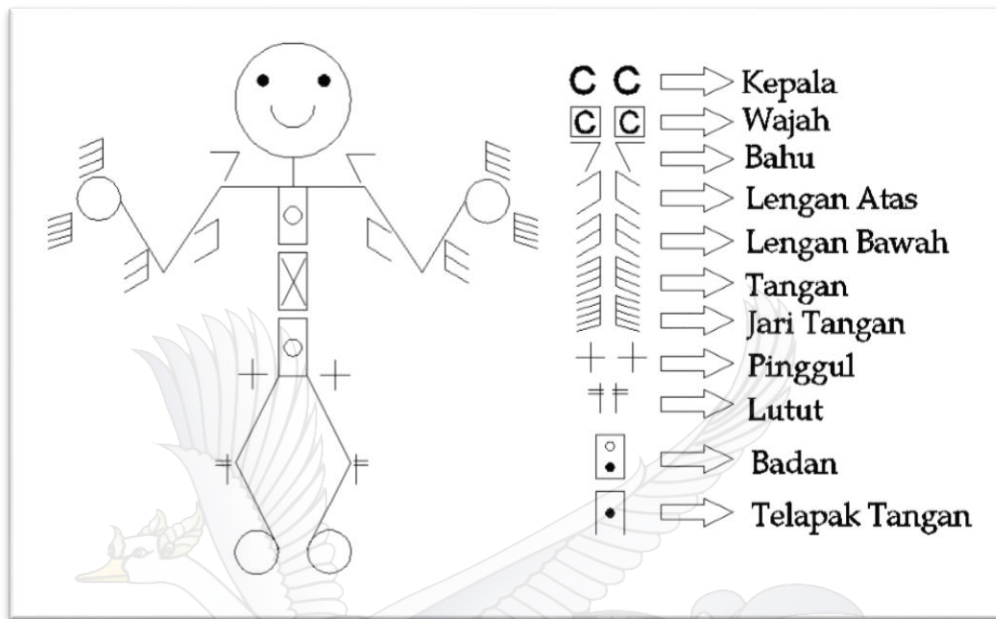 C C Kepala
C C Wajah
Bahu
Lengan Atas
Lengan Bawah
Tangan
Jari Tangan
Pinggul
Lutut
Badan
Telapak Tangan